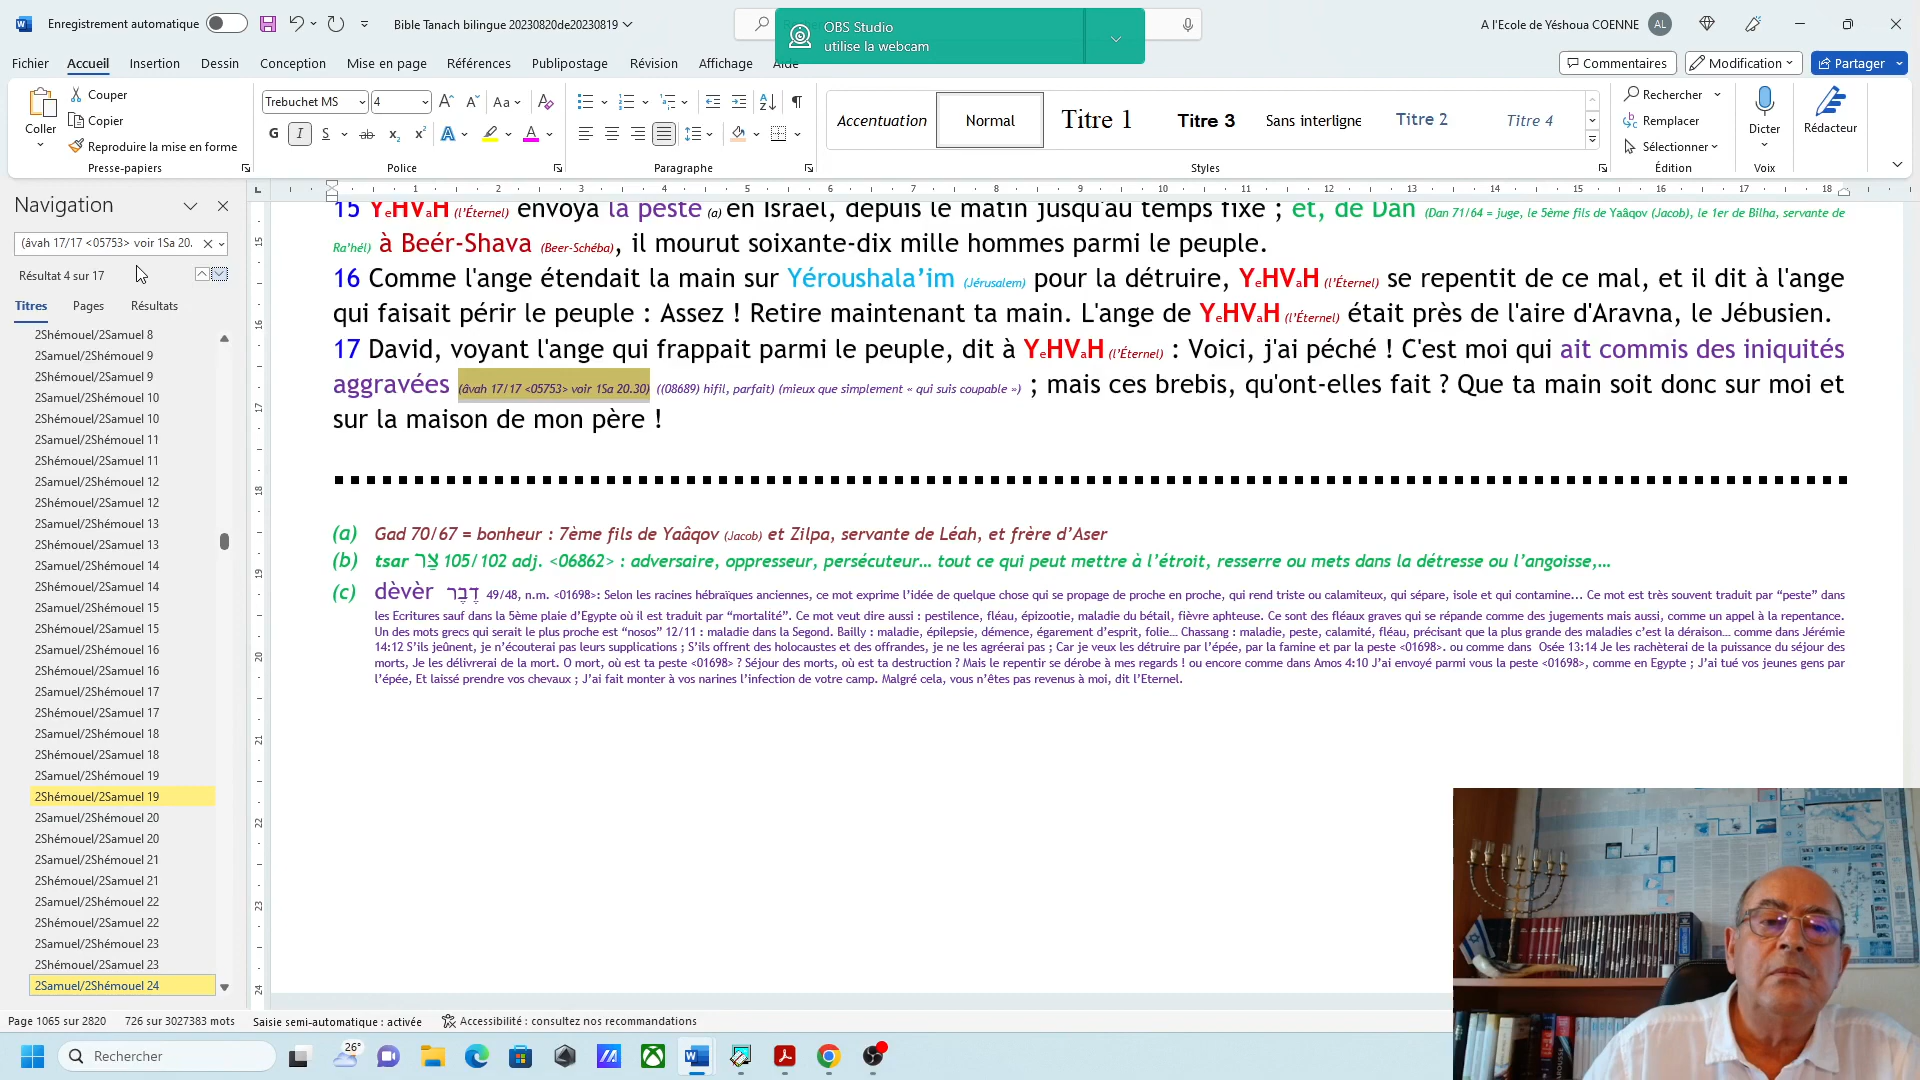 Enregistrement automatique
Bible Tanach bilingue 20230820de20230819
OBS Studio
utilise la webcam
A l'Ecole de Yéshoua COENNE
AL
Fichier
Accueil
Insertion
Dessin
Conception
Mise en page
Références
Publipostage
Révision
Affichage
Aide
Commentaires
Modification
Partager
Coller
Couper
Copier
Reproduire la mise en forme
Presse-papiers
Trebuchet MS
4
Police
Paragraphe
Accentuation
Normal
Titre 1
Titre 3
Sans interligne
Titre 2
Titre 4
Styles
Rechercher
Remplacer
Sélectionner
Édition
Dicter
Voix
Rédacteur
Navigation
(âvah 17/17 <05753> voir 1Sa 20.
Résultat 4 sur 17
Titres
Pages
Résultats
2Shémouel/2Samuel 8
2Samuel/2Shémouel 9
2Shémouel/2Samuel 9
2Samuel/2Shémouel 10
2Shémouel/2Samuel 10
2Samuel/2Shémouel 11
2Shémouel/2Samuel 11
2Samuel/2Shémouel 12
2Shémouel/2Samuel 12
2Samuel/2Shémouel 13
2Shémouel/2Samuel 13
2Samuel/2Shémouel 14
2Shémouel/2Samuel 14
2Samuel/2Shémouel 15
2Shémouel/2Samuel 15
2Samuel/2Shémouel 16
2Shémouel/2Samuel 16
2Samuel/2Shémouel 17
2Shémouel/2Samuel 17
2Samuel/2Shémouel 18
2Shémouel/2Samuel 18
2Samuel/2Shémouel 19
2Shémouel/2Samuel 19
2Samuel/2Shémouel 20
2Shémouel/2Samuel 20
2Samuel/2Shémouel 21
2Shémouel/2Samuel 21
2Samuel/2Shémouel 22
2Shémouel/2Samuel 22
2Samuel/2Shémouel 23
2Shémouel/2Samuel 23
2Samuel/2Shémouel 24
15 YeHVaH (l’Éternel) envoya la peste (a) en Israël, depuis le matin jusqu'au temps fixé ; et, de Dan (Dan 71/64 = juge, le 5ème fils de Yaâqov (Jacob), le 1er de Bilha, servante de
Ra’hél) à Beér-Shava (Beer-Schéba), il mourut soixante-dix mille hommes parmi le peuple.
16 Comme l'ange étendait la main sur Yéroushala’im (Jérusalem) pour la détruire, YeHVaH (l’Éternel) se repentit de ce mal, et il dit à l'ange
qui faisait périr le peuple : Assez ! Retire maintenant ta main. L'ange de YeHVaH (l’Éternel) était près de l'aire d'Aravna, le Jébusien.
17 David, voyant l'ange qui frappait parmi le peuple, dit à YeHVaH (l’Éternel) : Voici, j'ai péché ! C'est moi qui ait commis des iniquités
aggravées (âvah 17/17 <05753> voir 1Sa 20.30) ((08689) hifil, parfait) (mieux que simplement « qui suis coupable ») ; mais ces brebis, qu'ont-elles fait ? Que ta main soit donc sur moi et
sur la maison de mon père !
(a) Gad 70/67 = bonheur : 7ème fils de Yaâqov (Jacob) et Zilpa, servante de Léah, et frère d’Aser
(b) tsar צַר 105/102 adj. <06862> : adversaire, oppresseur, persécuteur… tout ce qui peut mettre à l’étroit, resserre ou mets dans la détresse ou l’angoisse,…
(c) dèvèr דֶּבֶר 49/48, n.m. <01698>: Selon les racines hébraïques anciennes, ce mot exprime l’idée de quelque chose qui se propage de proche en proche, qui rend triste ou calamiteux, qui sépare, isole et qui contamine… Ce mot est très souvent traduit par “peste” dans
les Ecritures sauf dans la 5ème plaie d’Egypte où il est traduit par “mortalité”. Ce mot veut dire aussi : pestilence, fléau, épizootie, maladie du bétail, fièvre aphteuse. Ce sont des fléaux graves qui se répande comme des jugements mais aussi, comme un appel à la repentance.
Un des mots grecs qui serait le plus proche est “nosos” 12/11 : maladie dans la Segond. Bailly : maladie, épilepsie, démence, égarement d’esprit, folie… Chassang : maladie, peste, calamité, fléau, précisant que la plus grande des maladies c’est la déraison… comme dans Jérémie
14:12 S’ils jeûnent, je n’écouterai pas leurs supplications ; S’ils offrent des holocaustes et des offrandes, je ne les agréerai pas ; Car je veux les détruire par l’épée, par la famine et par la peste <01698>. ou comme dans Osée 13:14 Je les rachèterai de la puissance du séjour des
morts, Je les délivrerai de la mort. O mort, où est ta peste <01698> ? Séjour des morts, où est ta destruction ? Mais le repentir se dérobe à mes regards ! ou encore comme dans Amos 4:10 J’ai envoyé parmi vous la peste <01698>, comme en Egypte ; J’ai tué vos jeunes gens par
l’épée, Et laissé prendre vos chevaux ; J’ai fait monter à vos narines l’infection de votre camp. Malgré cela, vous n’êtes pas revenus à moi, dit l’Eternel.
Page 1065 sur 2820
726 sur 3027383 mots
Saisie semi-automatique : activée
Accessibilité : consultez nos recommandations
Rechercher
26°